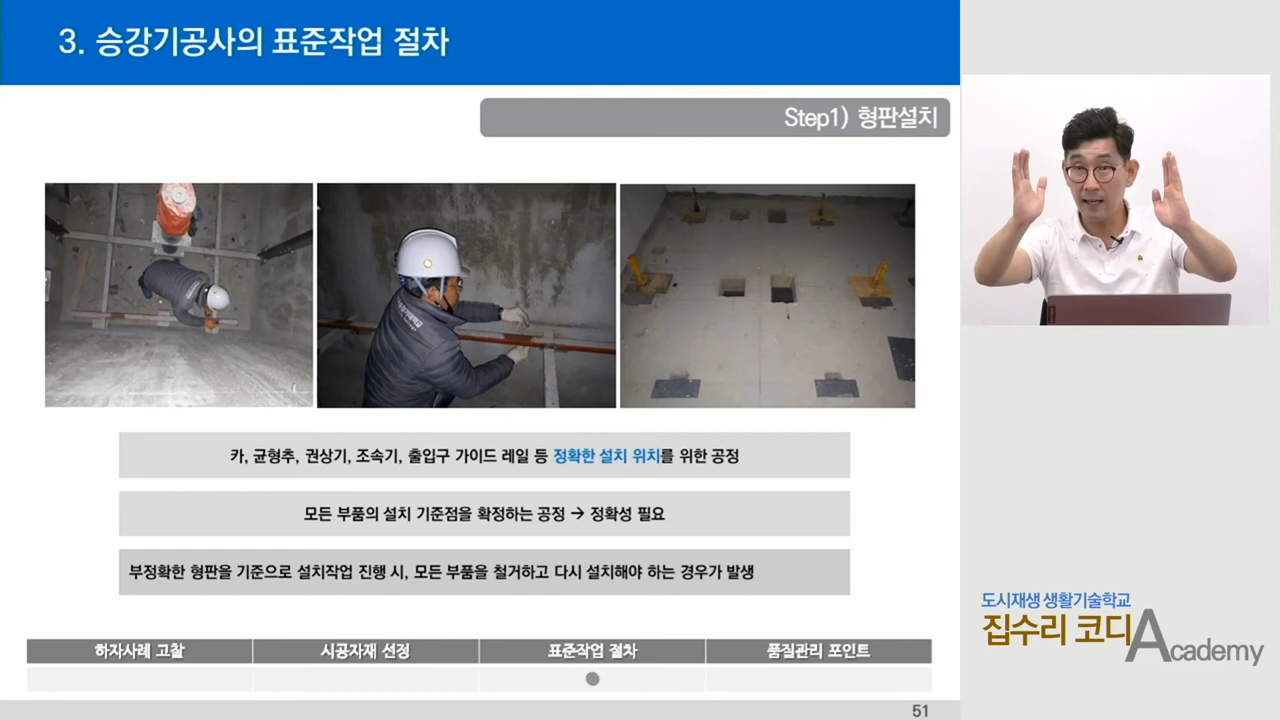 3. 승강기공사의 표준작업 절차
Step1) 형판설치
카, 균형추, 권상기, 조속기, 출입구 가이드 레일 등 정확한 설치 위치를 위한 공정
모든 부품의 설치 기준점을 확정하는 공정 → 정확성 필요
부정확한 형판을 기준으로 설치작업 진행 시, 모든 부품을 철거하고 다시 설치해야 하는 경우가 발생
하자사례 고찰
시공자재 선정
표준작업 절차
품질관리 포인트
51
도시재생 생활기술학교
집수리 코디 Academy